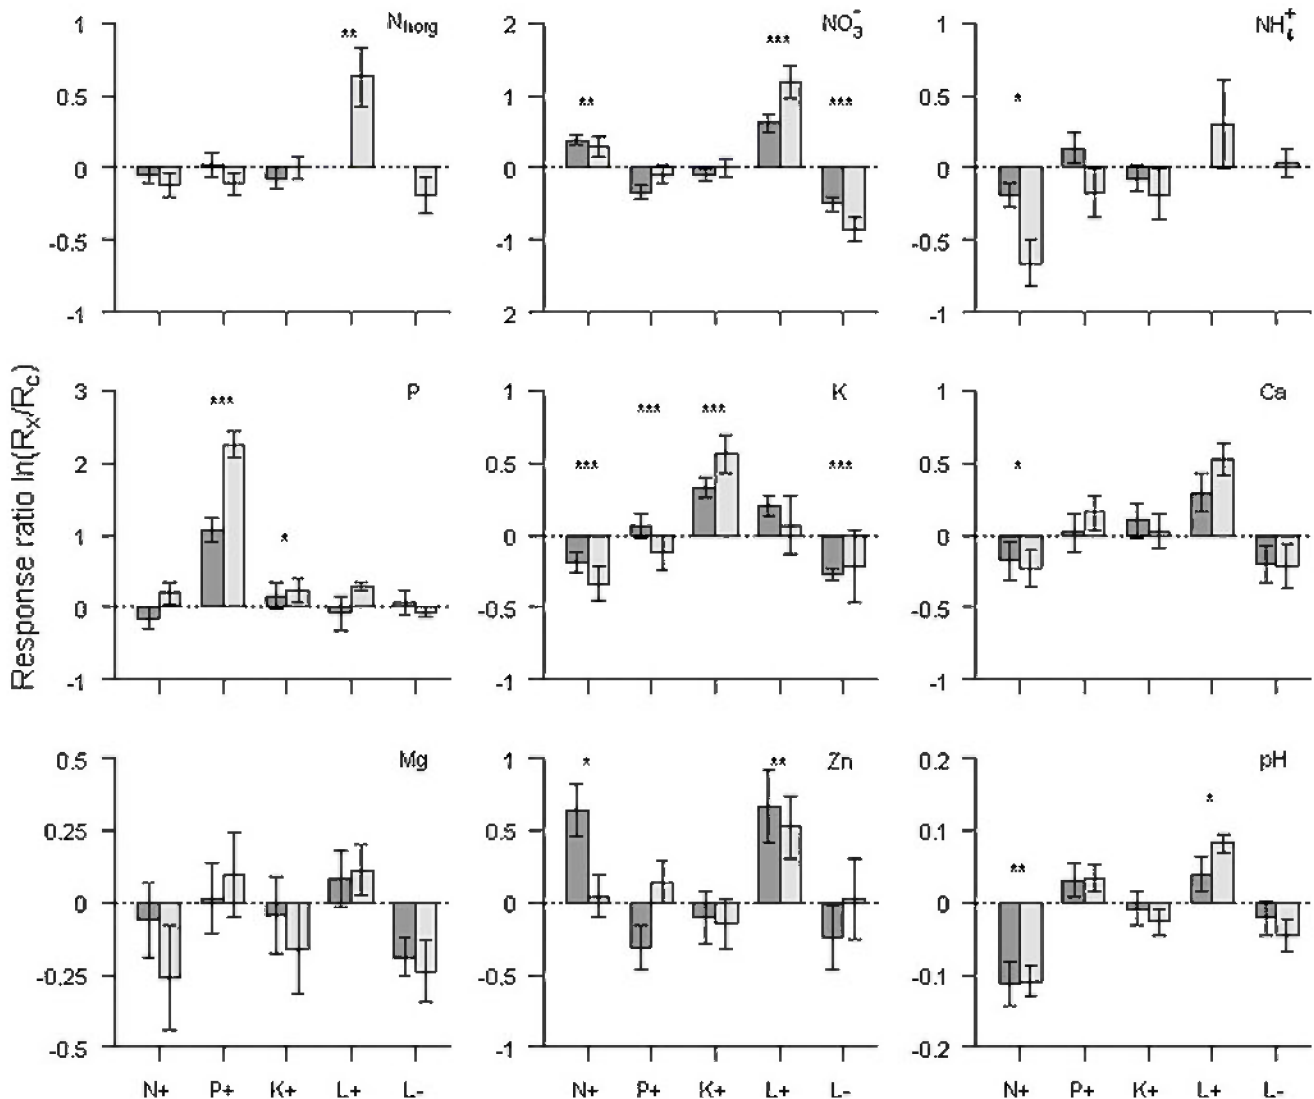 Response ratio ln(Rx/Rc)
1 0.5 0 -0.5 -1
Ninorg
**
2 1 0 -1 2
NO3-
** *** ***
1 0.5 0 -0.5 -1
NH4+
*
3 2 1 0 -1
P
*** *
1 0.5 0 -0.5 -1
K
*** *** *** ***
1 0.5 0 -0.5 -1
Ca
*
0.5 0.25 0 -0.25 -0.5
Mg
N+ P+ K+ L+ L-
1 0.5 0 -0.5 -1
Zn
* **
N+ P+ K+ L+ L-
0.2 0.1 0 -0.1 -0.2
pH
** *
N+ P+ K+ L+ L-